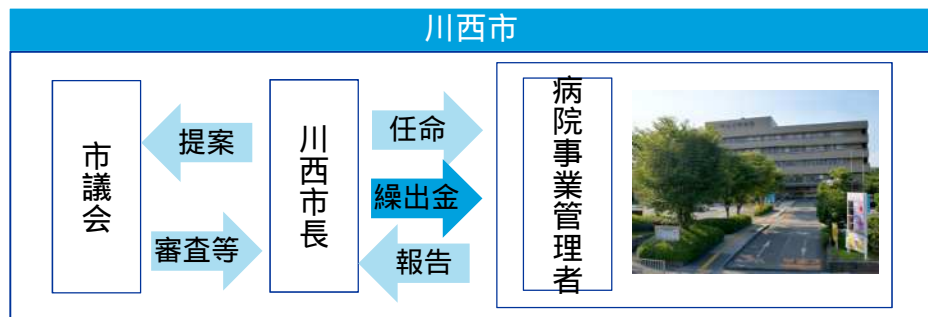 川西市
市議会
提案
審査等
川西市長
任命
繰出金
報告
病院事業管理者